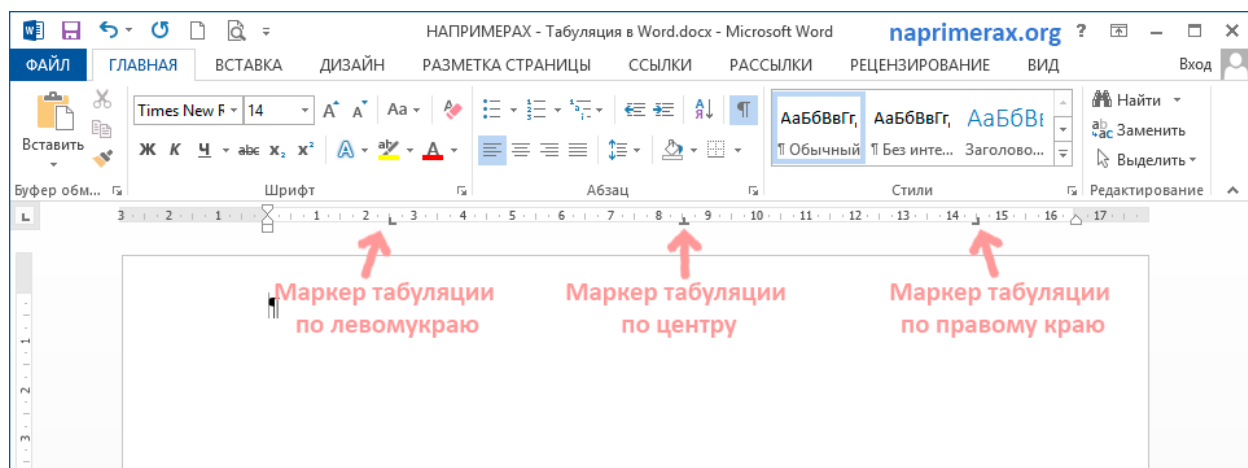 НАПРИМЕРАХ - Табуляция в Word.docx - Microsoft Word naprimerax.org ?
ФАЙЛ ГЛАВНАЯ ВСТАВКА ДИЗАЙН РАЗМЕТКА СТРАНИЦЫ ССЫЛКИ РАССЫЛКИ РЕЦЕНЗИРОВАНИЕ ВИД Вход
Вставить
Times New F 14 A A Aa
Ж К Ч abc x₂ x² A aby A
А Я ¶
АаБбВвГг, АаБбВвГг, АаБбВв
¶ Обычный ¶ Без инте... Заголово...
Найти
Заменить
Выделить
Буфер обм... Шрифт Абзац Стили Редактирование
3 2 1 1 2 3 4 5 6 7 8 9 10 11 12 13 14 15 16 17
Маркер табуляции
по левомукраю
Маркер табуляции
по центру
Маркер табуляции
по правому краю
¶
1
2
3